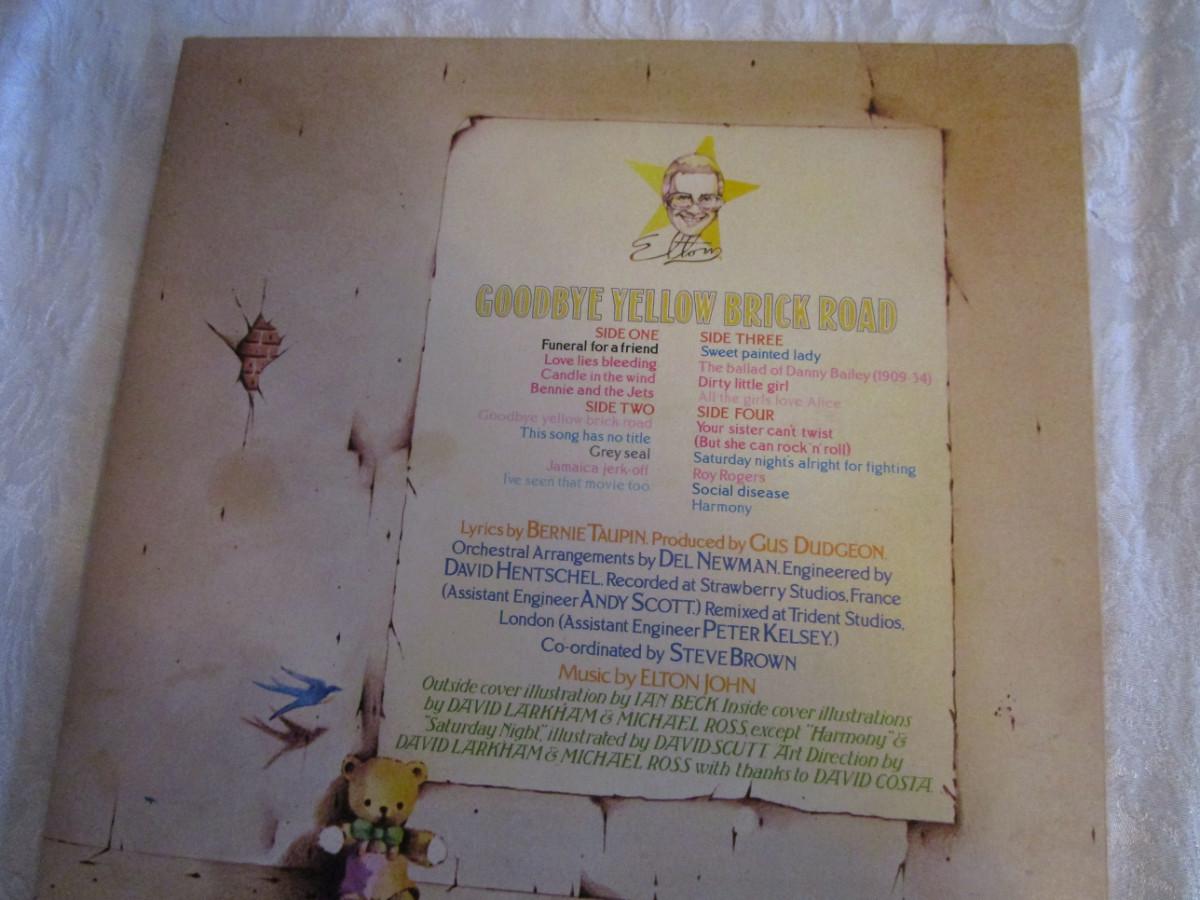 Elton
GOODBYE YELLOW BRICK ROAD
SIDE ONE
Funeral for a friend
Love lies bleeding
Candle in the wind
Bennie and the Jets
SIDE TWO
Goodbye yellow brick road
This song has no title
Grey seal
Jamaica jerk-off
I've seen that movie too
SIDE THREE
Sweet painted lady
The ballad of Danny Bailey (1909-34)
Dirty little girl
All the girls love Alice
SIDE FOUR
Your sister can't twist
(But she can rock 'n' roll)
Saturday night's alright for fighting
Roy Rogers
Social disease
Harmony
Lyrics by BERNIE TAUPIN. Produced by GUS DUDGEON.
Orchestral Arrangements by DEL NEWMAN. Engineered by
DAVID HENTSCHEL. Recorded at Strawberry Studios, France
(Assistant Engineer ANDY SCOTT.) Remixed at Trident Studios,
London (Assistant Engineer PETER KELSEY.)
Co-ordinated by STEVE BROWN
Music by ELTON JOHN
Outside cover illustration by IAN BECK. Inside cover illustrations
by DAVID LARKHAM & MICHAEL ROSS, except "Harmony" &
"Saturday Night," illustrated by DAVID SCUTT. Art Direction by
DAVID LARKHAM & MICHAEL ROSS with thanks to DAVID COSTA.